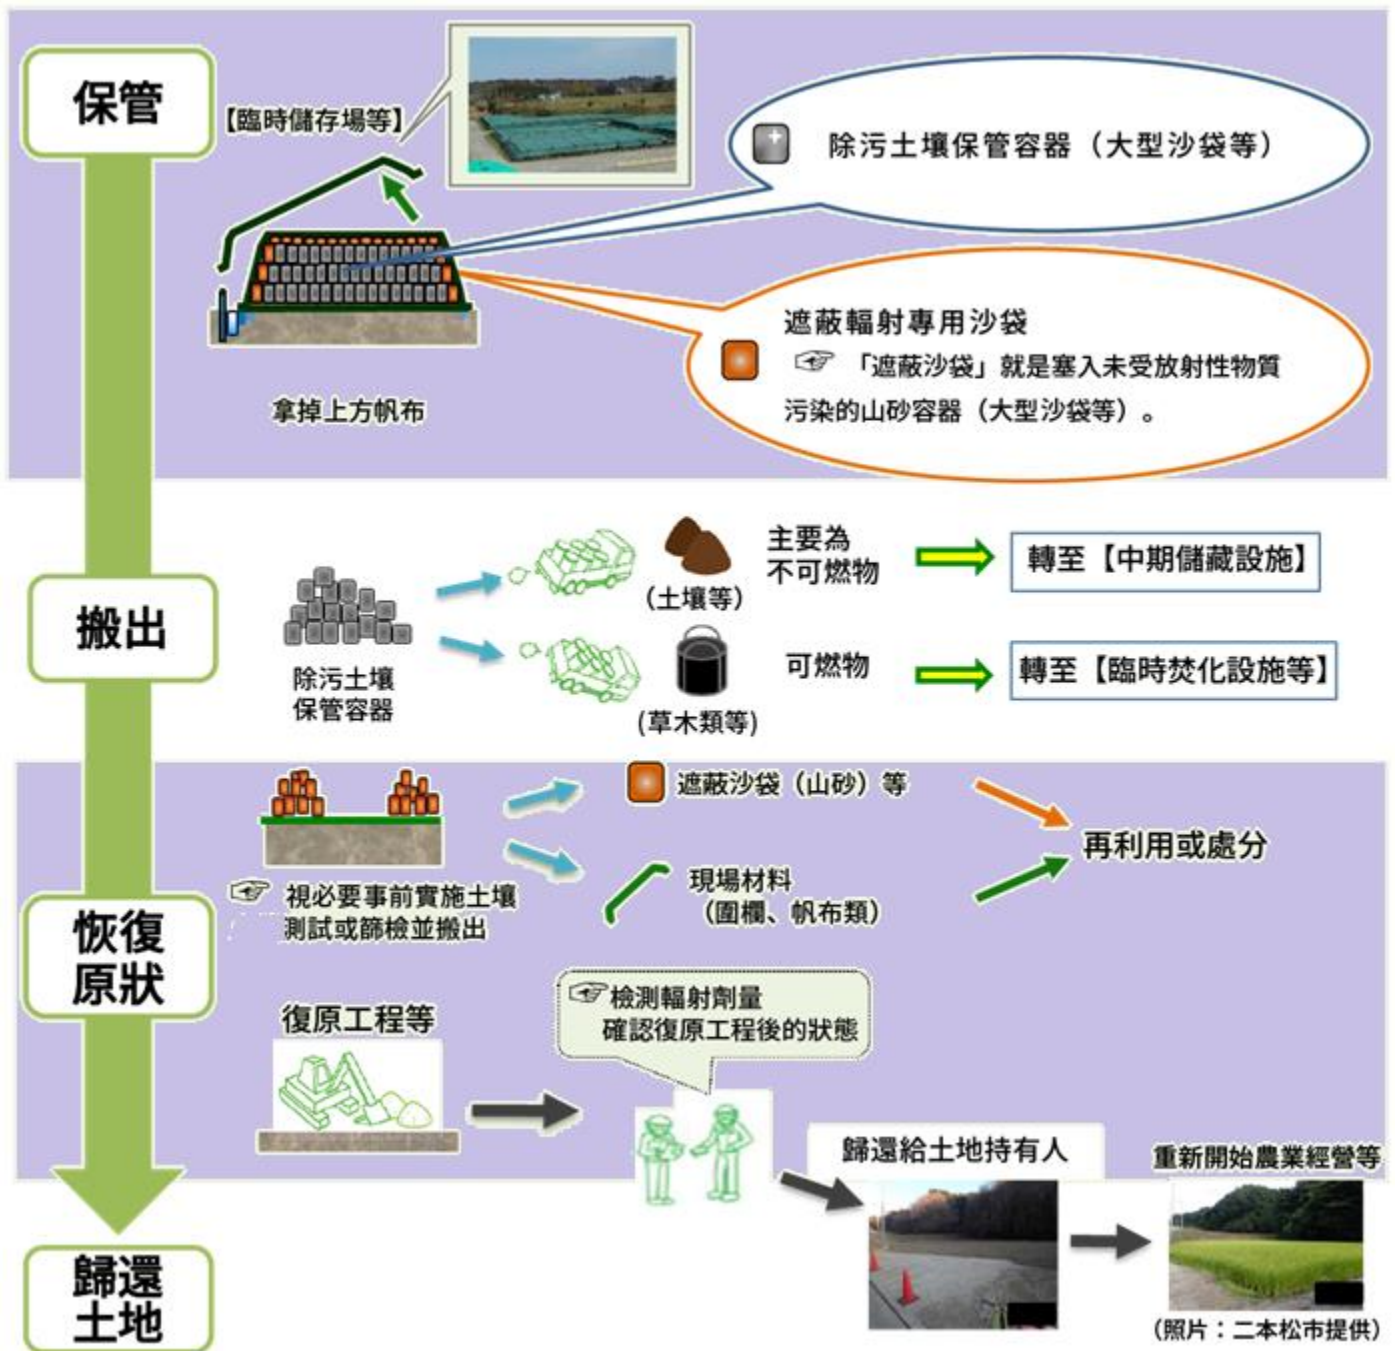 保管
【臨時儲存場等】
除污土壤保管容器（大型沙袋等）
遮蔽輻射專用沙袋
☞ 「遮蔽沙袋」就是塞入未受放射性物質
污染的山砂容器（大型沙袋等）。
拿掉上方帆布
搬出
除污土壤
保管容器
(土壤等)
主要為
不可燃物
轉至【中期儲藏設施】
(草木類等)
可燃物
轉至【臨時焚化設施等】
恢復
原狀
☞ 視必要事前實施土壤
測試或篩檢並搬出
遮蔽沙袋（山砂）等
現場材料
（圍欄、帆布類）
再利用或處分
復原工程等
☞檢測輻射劑量
確認復原工程後的狀態
歸還給土地持有人
重新開始農業經營等
歸還
土地
（照片：二本松市提供）